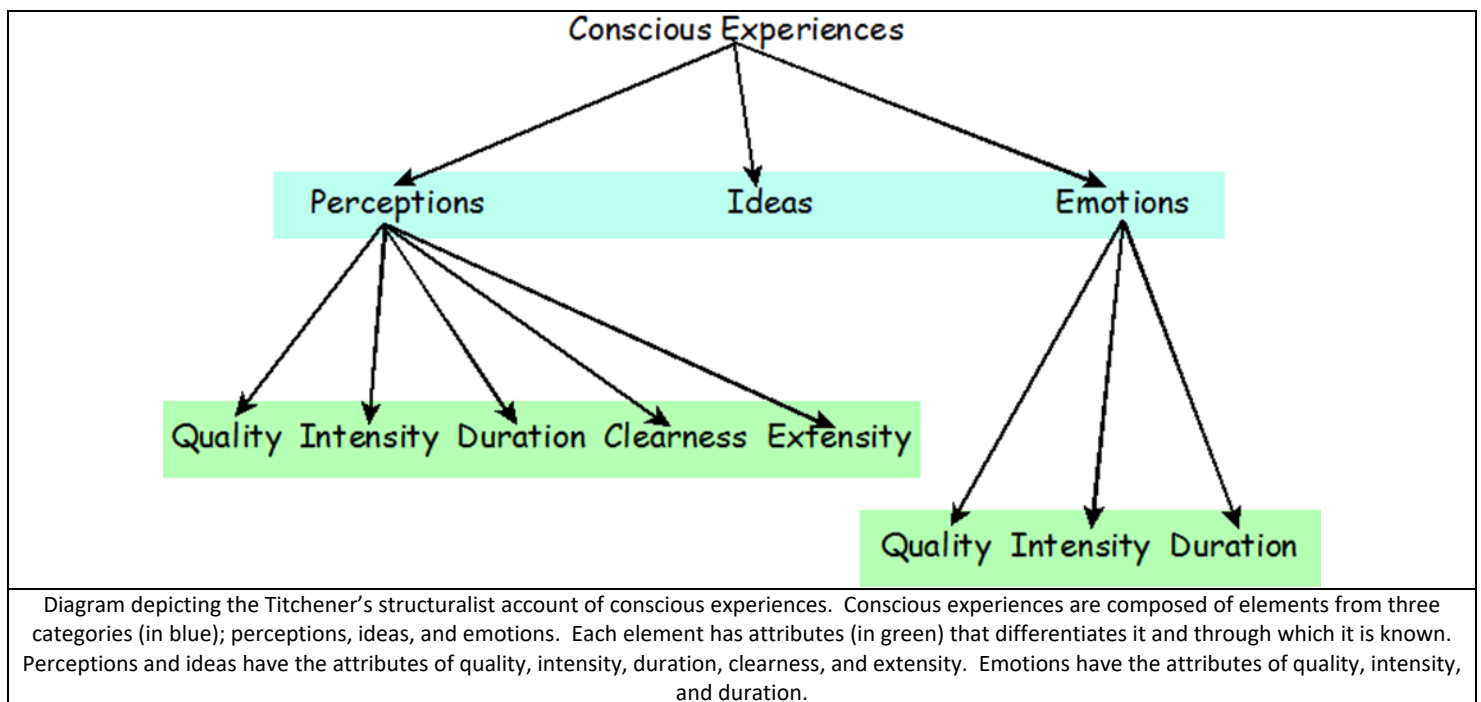 Conscious Experiences
Perceptions Ideas Emotions
Quality Intensity Duration Clearness Extensity
Quality Intensity Duration
Diagram depicting the Titchener’s structuralist account of conscious experiences. Conscious experiences are composed of elements from three
categories (in blue); perceptions, ideas, and emotions. Each element has attributes (in green) that differentiates it and through which it is known.
Perceptions and ideas have the attributes of quality, intensity, duration, clearness, and extensity. Emotions have the attributes of quality, intensity,
and duration.